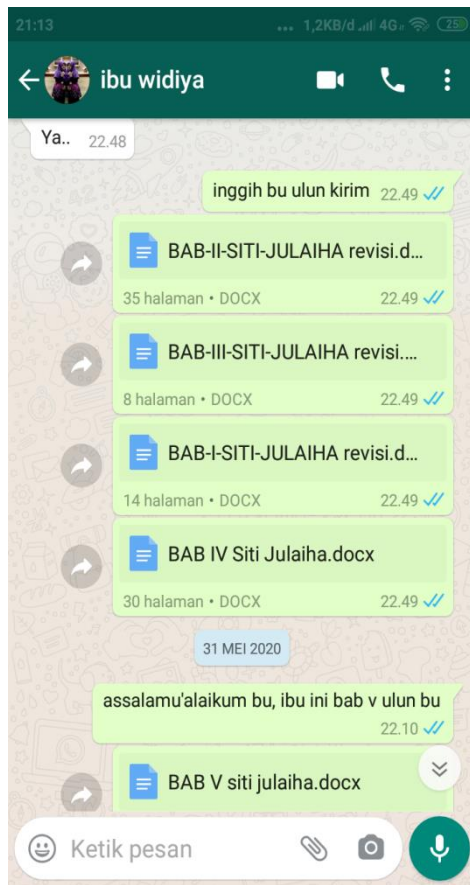 21:13 ... 1,2KB/d 4G 25
ibu widiya
Ya.. 22.48
inggih bu ulun kirim 22.49
BAB-II-SITI-JULAIHA revisi.d...
35 halaman • DOCX 22.49
BAB-III-SITI-JULAIHA revisi....
8 halaman • DOCX 22.49
BAB-I-SITI-JULAIHA revisi.d...
14 halaman • DOCX 22.49
BAB IV Siti Julaiha.docx
30 halaman • DOCX 22.49
31 MEI 2020
assalamu'alaikum bu, ibu ini bab v ulun bu
22.10
BAB V siti julaiha.docx
Ketik pesan